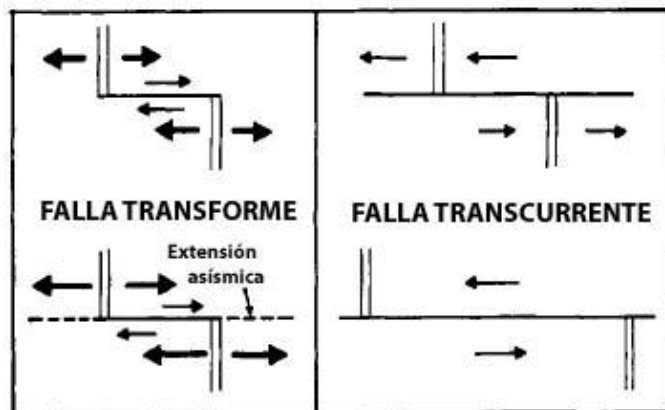 FALLA TRANSFORME
FALLA TRANSCURRENTE
Extensión
asísmica